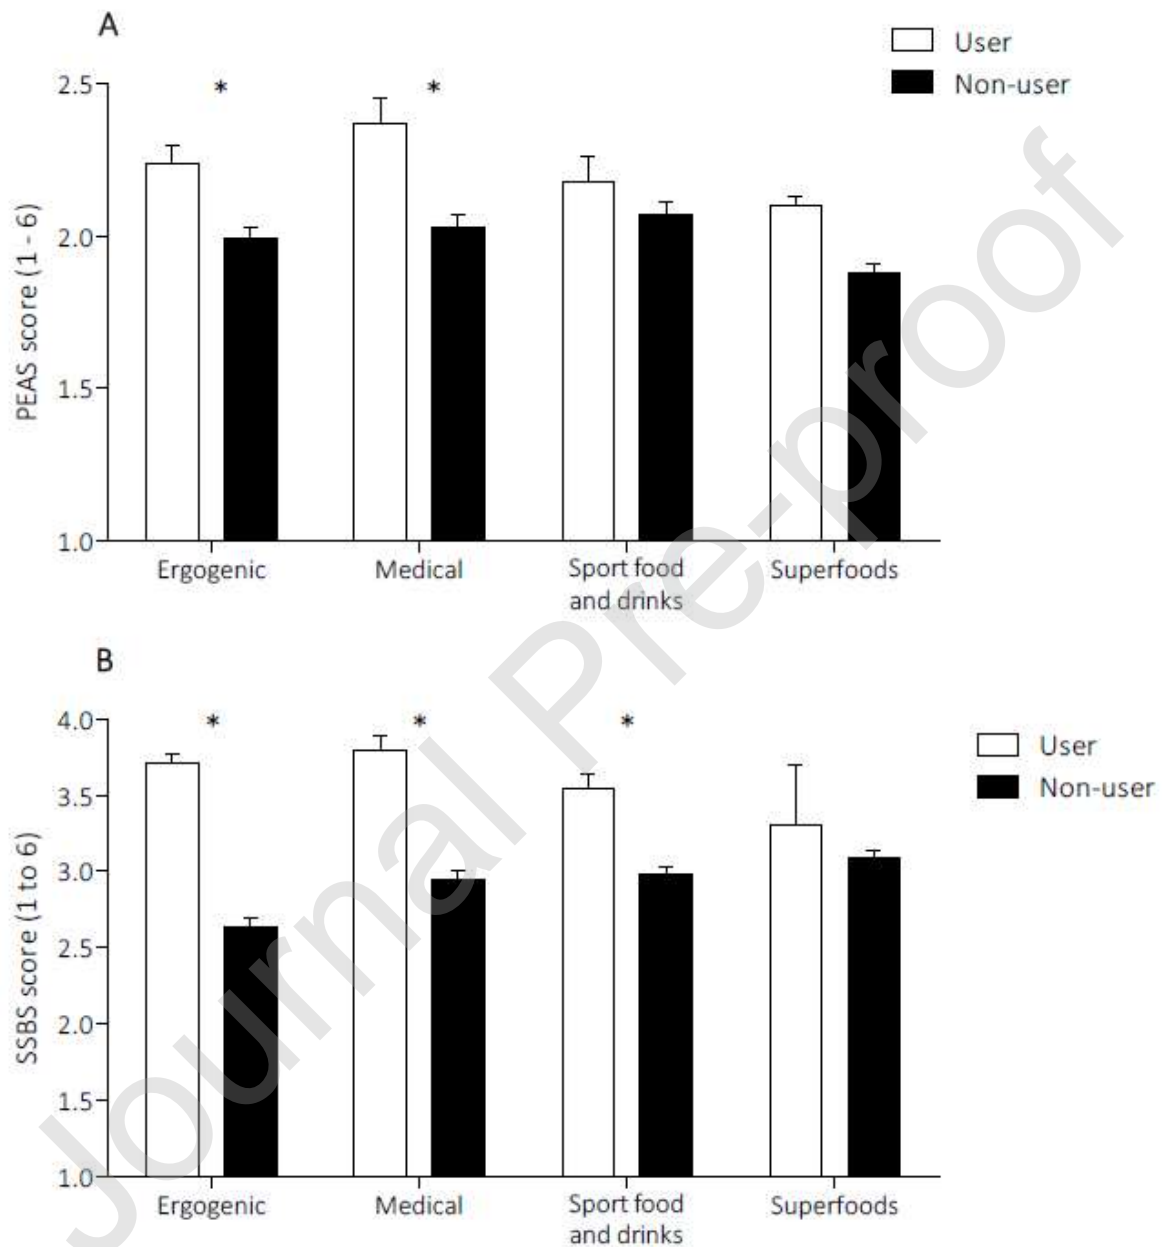 A
User
Non-user
2.5
*
*
2.0
1.5
1.0
PEAS score (1 - 6)
Ergogenic
Medical
Sport food
and drinks
Superfoods
B
User
Non-user
4.0
*
*
*
3.5
3.0
2.5
2.0
1.5
1.0
SSBS score (1 to 6)
Ergogenic
Medical
Sport food
and drinks
Superfoods
Journal Pre-proof